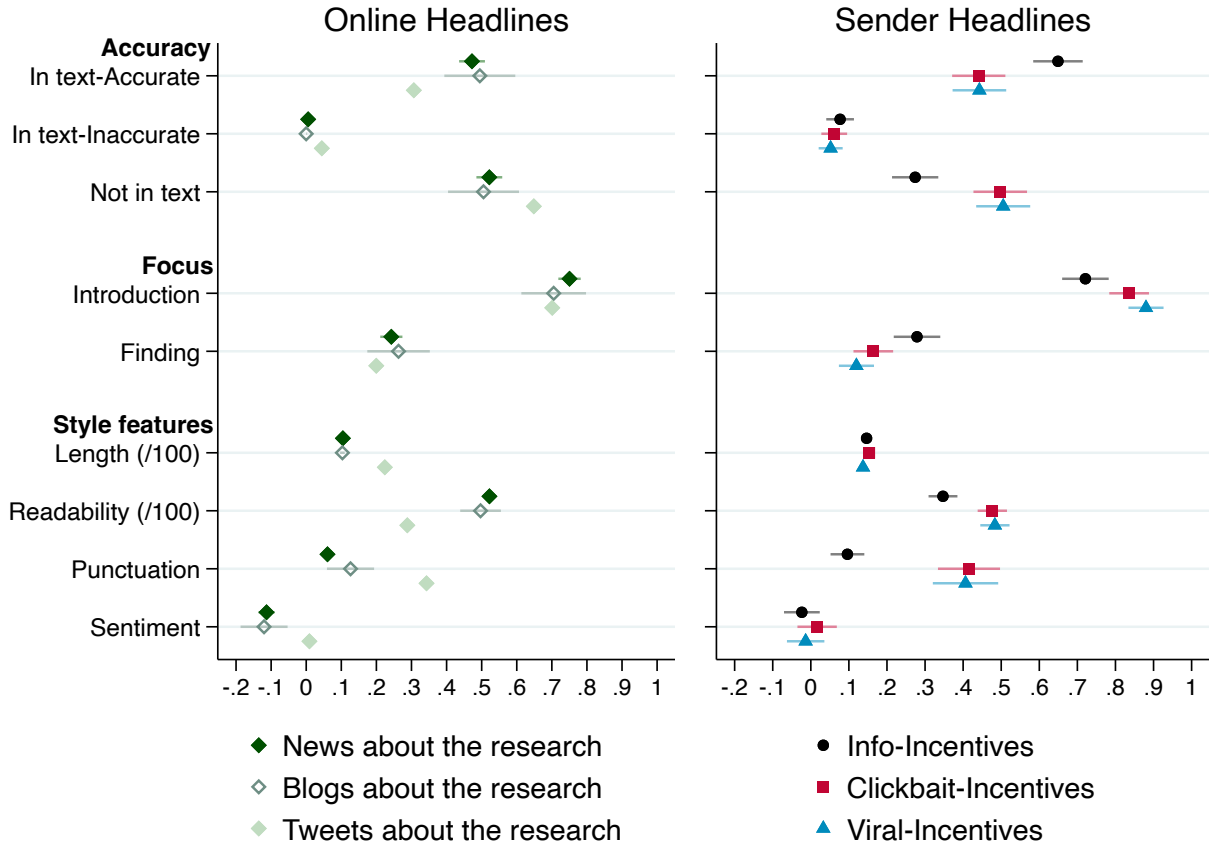 Online Headlines
Sender Headlines
Accuracy
In text-Accurate
In text-Inaccurate
Not in text
Focus
Introduction
Finding
Style features
Length (/100)
Readability (/100)
Punctuation
Sentiment
-.2 -.1 0 .1 .2 .3 .4 .5 .6 .7 .8 .9 1
-.2 -.1 0 .1 .2 .3 .4 .5 .6 .7 .8 .9 1
News about the research
Blogs about the research
Tweets about the research
Info-Incentives
Clickbait-Incentives
Viral-Incentives